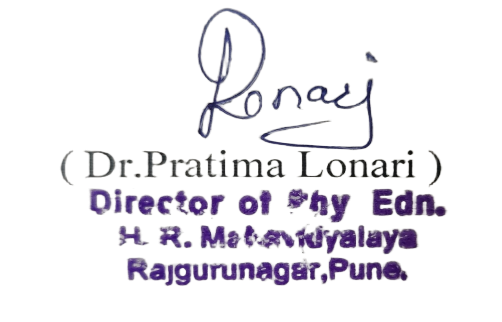 Lonari
( Dr.Pratima Lonari )
Director of Phy Edn.
H. R. Mahavidyalaya
Rajgurunagar,Pune.